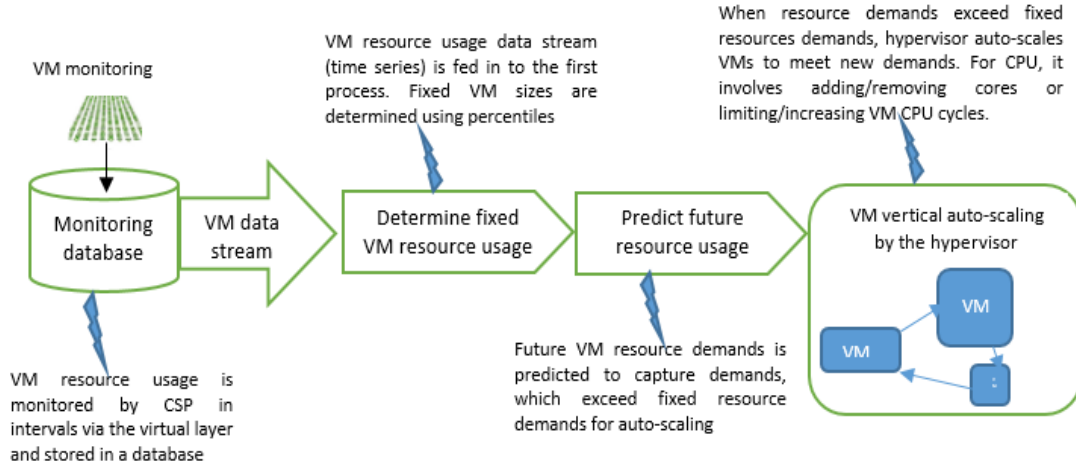 VM monitoring
Monitoring
database
VM resource usage is
monitored by CSP in
intervals via the virtual layer
and stored in a database
VM data
stream
VM resource usage data stream
(time series) is fed in to the first
process. Fixed VM sizes are
determined using percentiles
Determine fixed
VM resource usage
Predict future
resource usage
Future VM resource demands is
predicted to capture demands,
which exceed fixed resource
demands for auto-scaling
When resource demands exceed fixed
resources demands, hypervisor auto-scales
VMs to meet new demands. For CPU, it
involves adding/removing cores or
limiting/increasing VM CPU cycles.
VM vertical auto-scaling
by the hypervisor
VM
VM